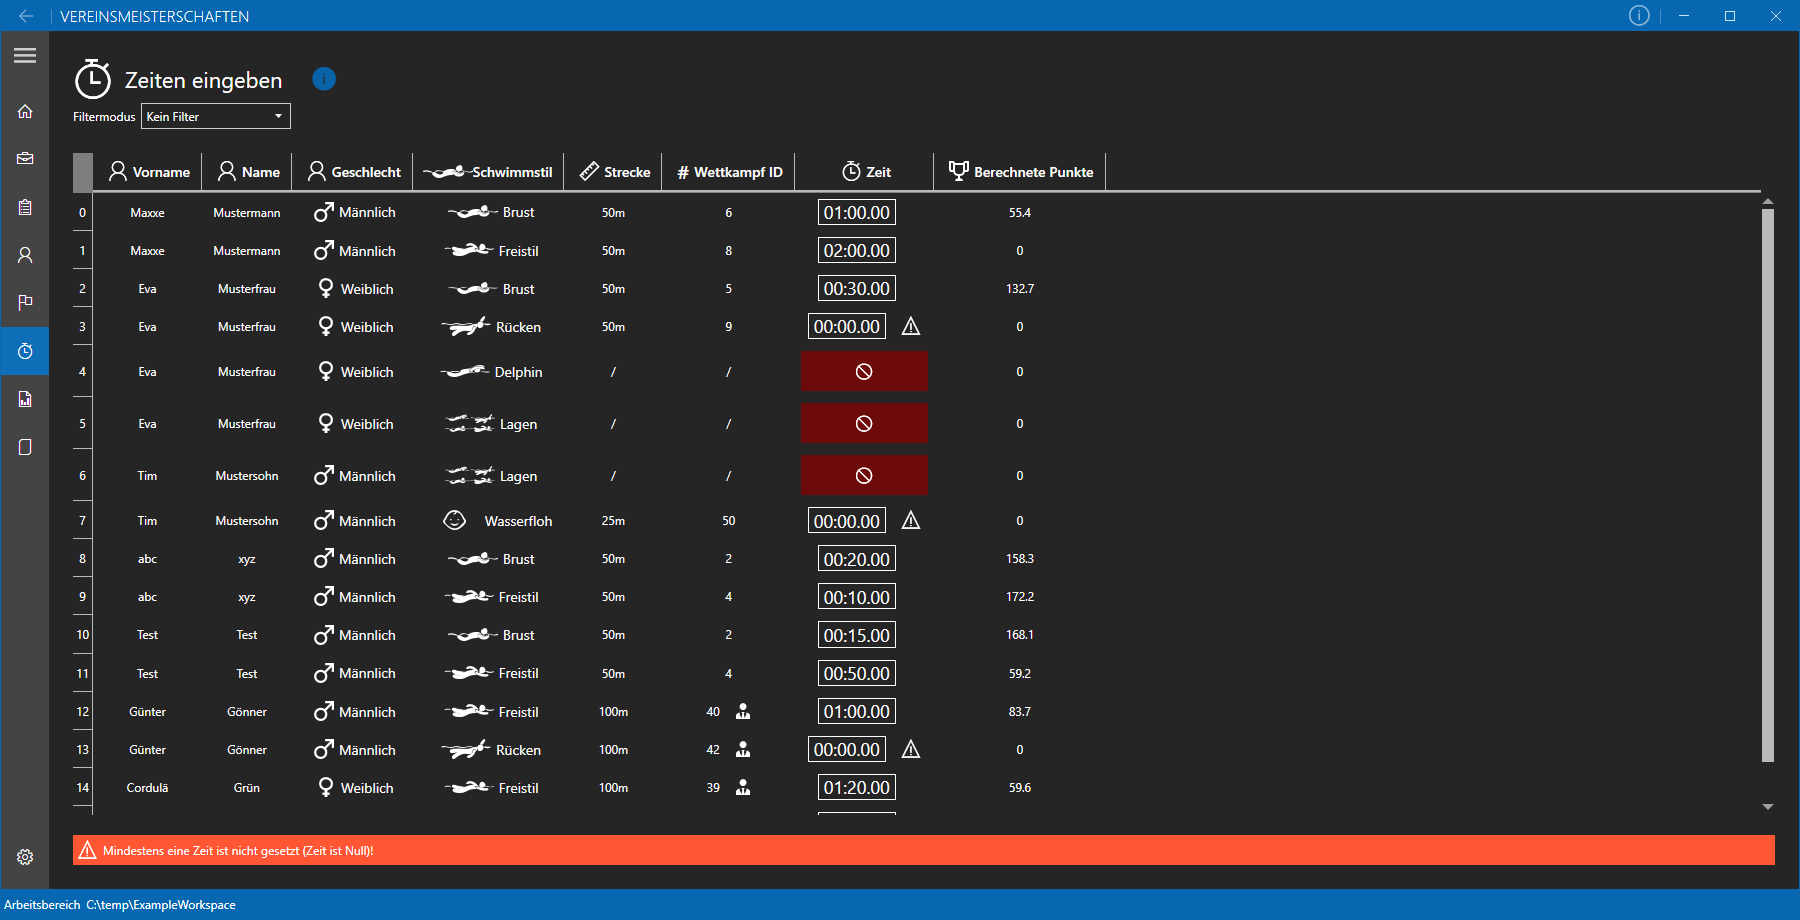 VEREINSMEISTERSCHAFTEN
Zeiten eingeben
Filtermodus Kein Filter
Vorname Name Geschlecht Schwimmstil Strecke # Wettkampf ID Zeit Berechnete Punkte
0 Maxxe Mustermann Männlich Brust 50m 6 01:00.00 55.4
1 Maxxe Mustermann Männlich Freistil 50m 8 02:00.00 0
2 Eva Musterfrau Weiblich Brust 50m 5 00:30.00 132.7
3 Eva Musterfrau Weiblich Rücken 50m 9 00:00.00 0
4 Eva Musterfrau Weiblich Delphin / / 0
5 Eva Musterfrau Weiblich Lagen / / 0
6 Tim Mustersohn Männlich Lagen / / 0
7 Tim Mustersohn Männlich Wasserfloh 25m 50 00:00.00 0
8 abc xyz Männlich Brust 50m 2 00:20.00 158.3
9 abc xyz Männlich Freistil 50m 4 00:10.00 172.2
10 Test Test Männlich Brust 50m 2 00:15.00 168.1
11 Test Test Männlich Freistil 50m 4 00:50.00 59.2
12 Günter Gönner Männlich Freistil 100m 40 01:00.00 83.7
13 Günter Gönner Männlich Rücken 100m 42 00:00.00 0
14 Cordulä Grün Weiblich Freistil 100m 39 01:20.00 59.6
Mindestens eine Zeit ist nicht gesetzt (Zeit ist Null)!
Arbeitsbereich C:\temp\ExampleWorkspace